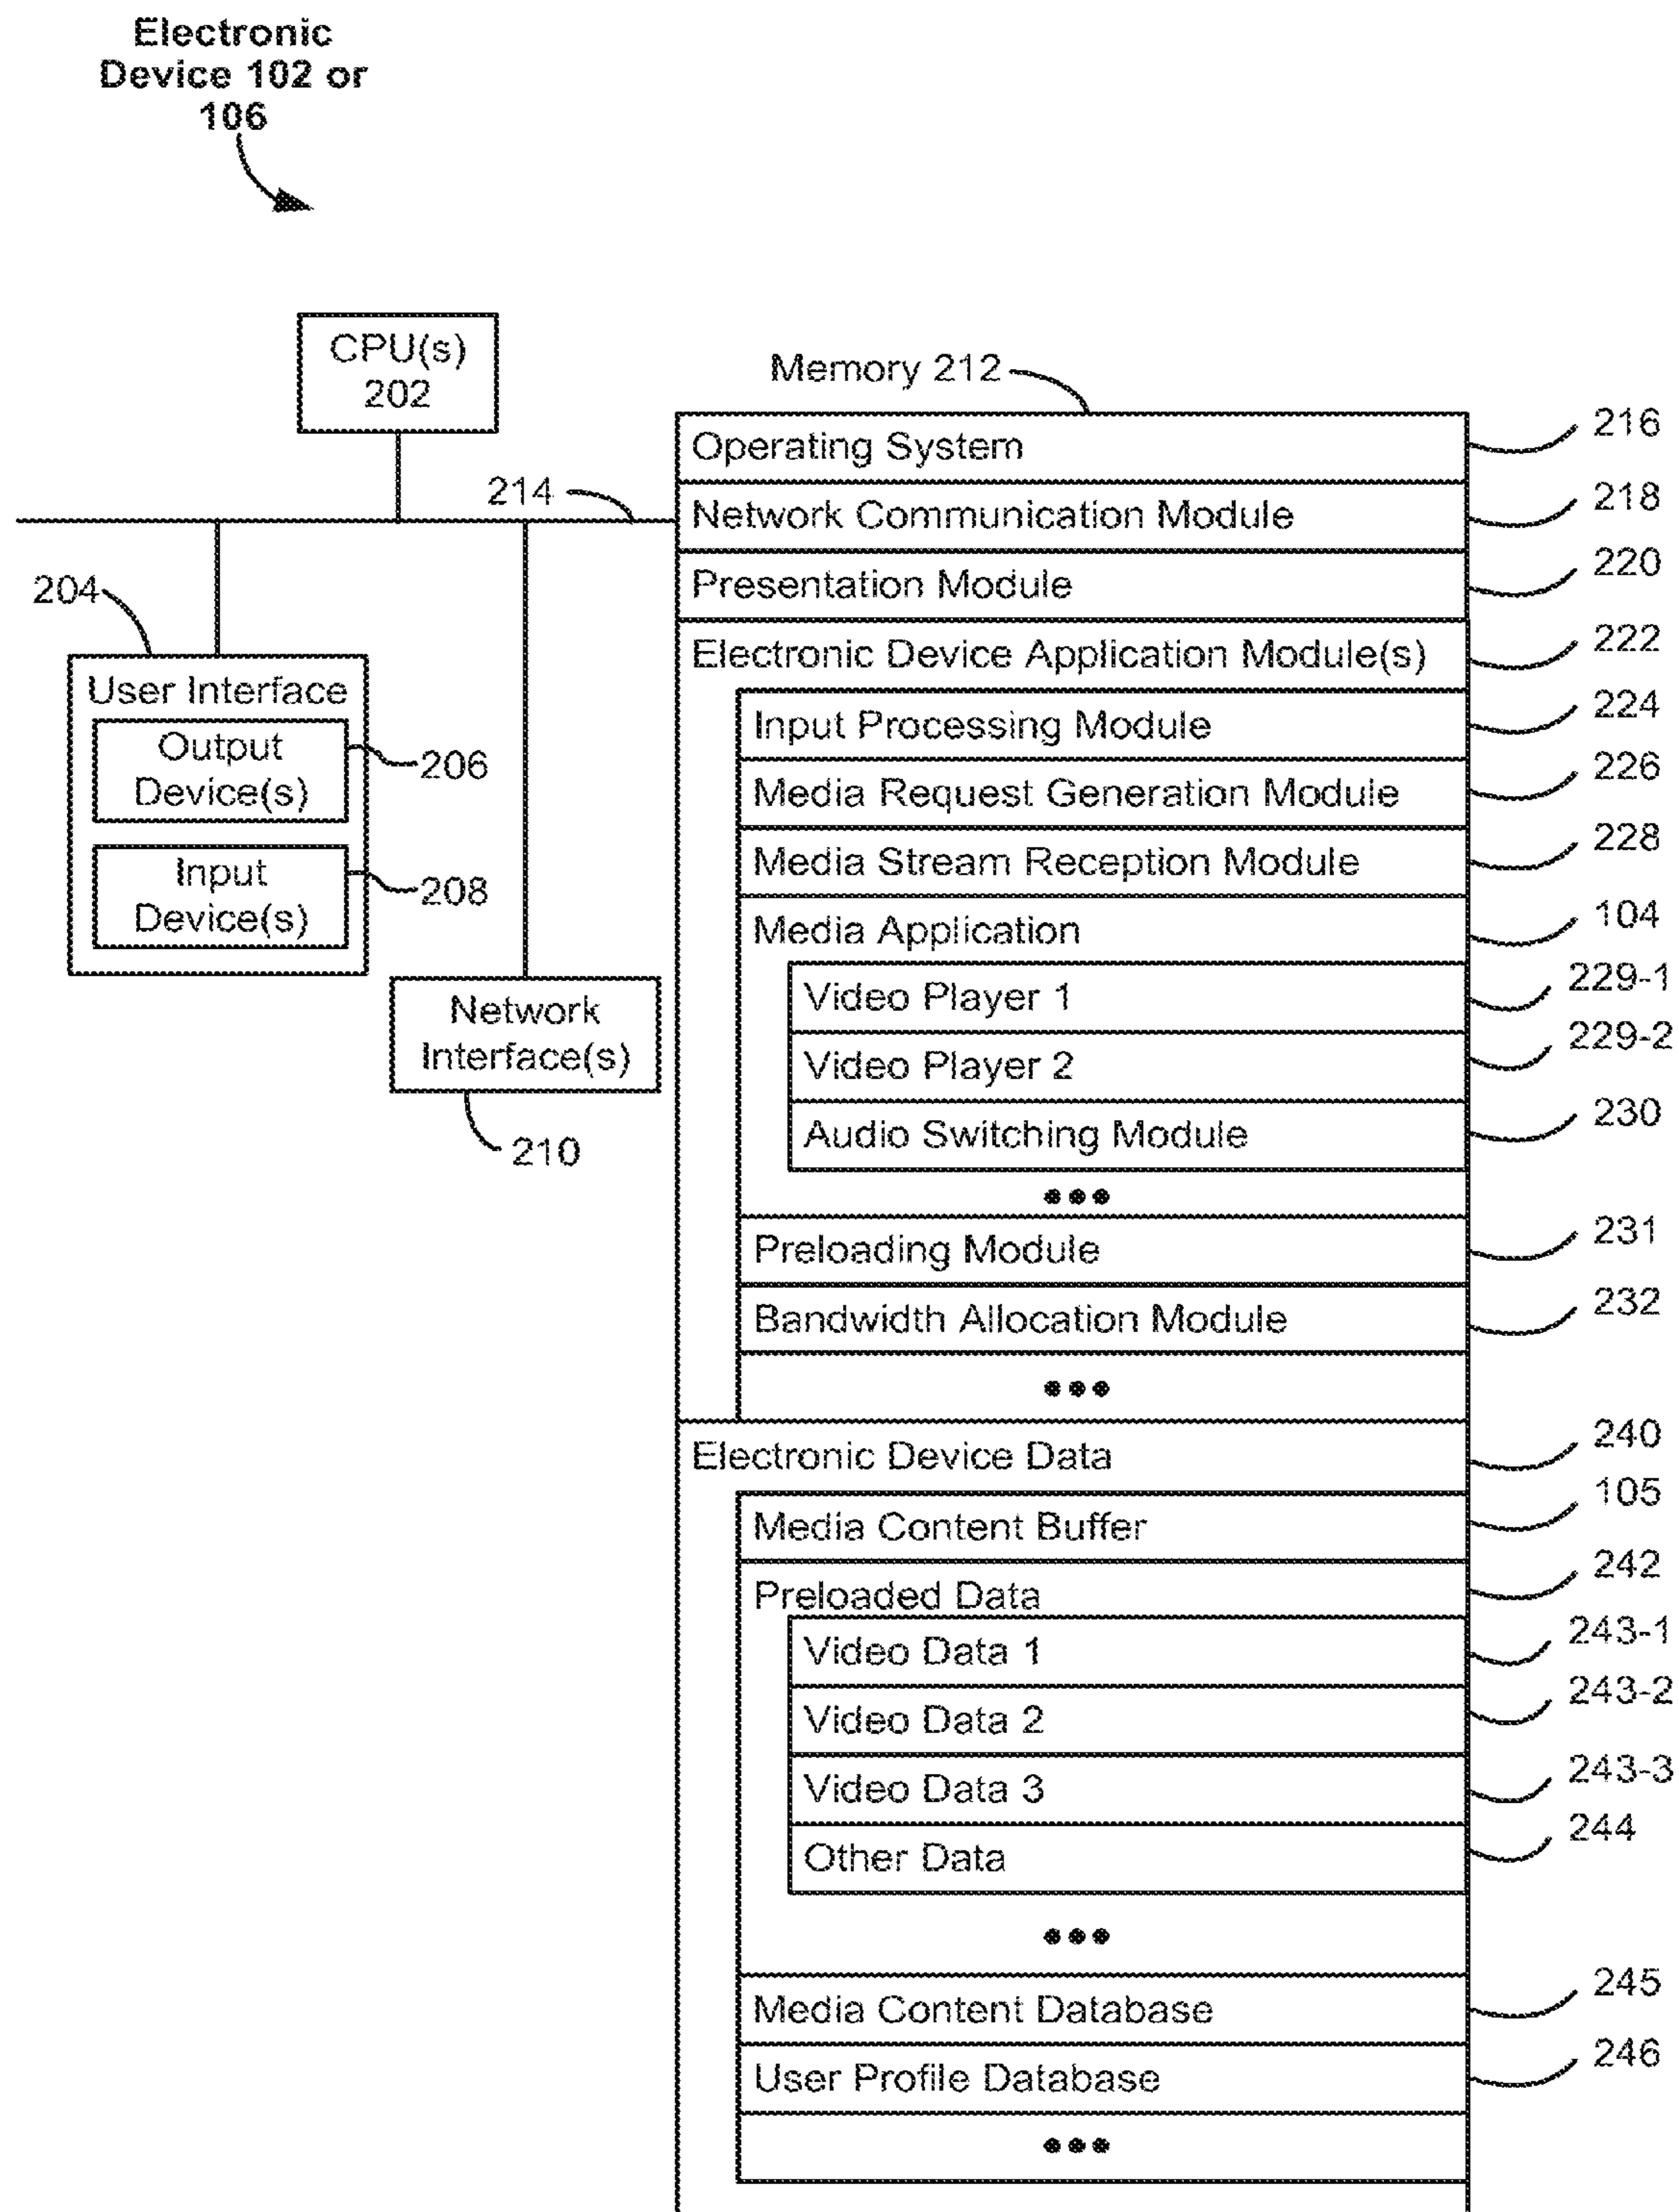 Electronic
Device 102 or
106
CPU(s)
202
214
204
User Interface
Output
Device(s)
206
Input
Device(s)
208
Network
Interface(s)
210
Memory 212
Operating System 216
Network Communication Module 218
Presentation Module 220
Electronic Device Application Module(s) 222
Input Processing Module 224
Media Request Generation Module 226
Media Stream Reception Module 228
Media Application 104
Video Player 1 229-1
Video Player 2 229-2
Audio Switching Module 230
•••
Preloading Module 231
Bandwidth Allocation Module 232
•••
Electronic Device Data 240
Media Content Buffer 105
Preloaded Data 242
Video Data 1 243-1
Video Data 2 243-2
Video Data 3 243-3
Other Data 244
•••
Media Content Database 245
User Profile Database 246
•••